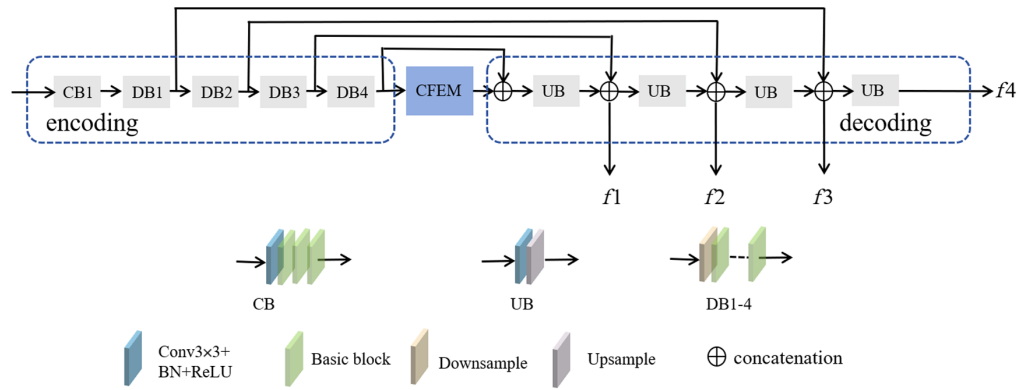 CB1
DB1
DB2
DB3
DB4
CFEM
UB
UB
UB
UB
f4
encoding
decoding
f1
f2
f3
CB
UB
DB1-4
Conv3×3+
BN+ReLU
Basic block
Downsample
Upsample
concatenation